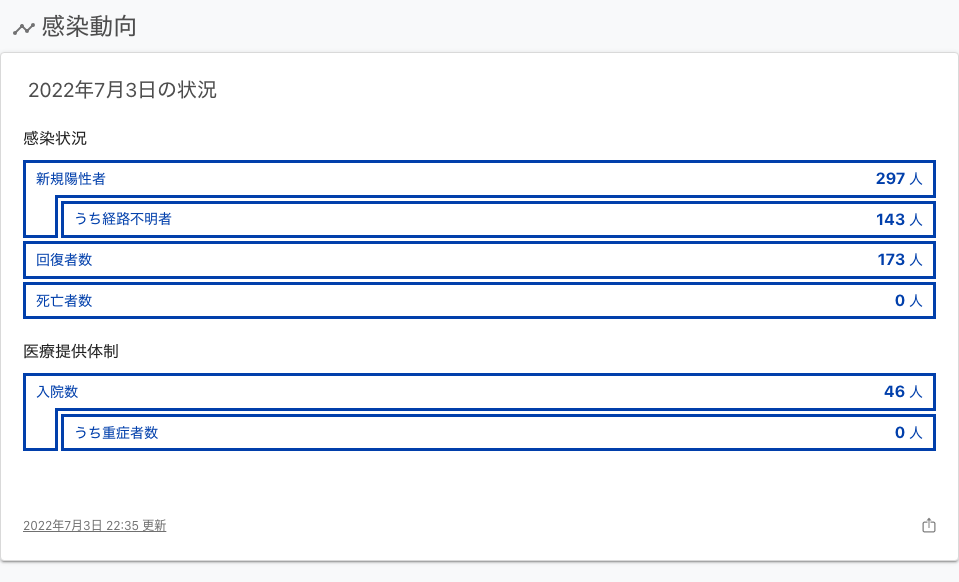 感染動向
2022年7月3日の状況
感染状況
新規陽性者 297 人
うち経路不明者 143 人
回復者数 173 人
死亡者数 0 人
医療提供体制
入院数 46 人
うち重症者数 0 人
2022年7月3日 22:35 更新